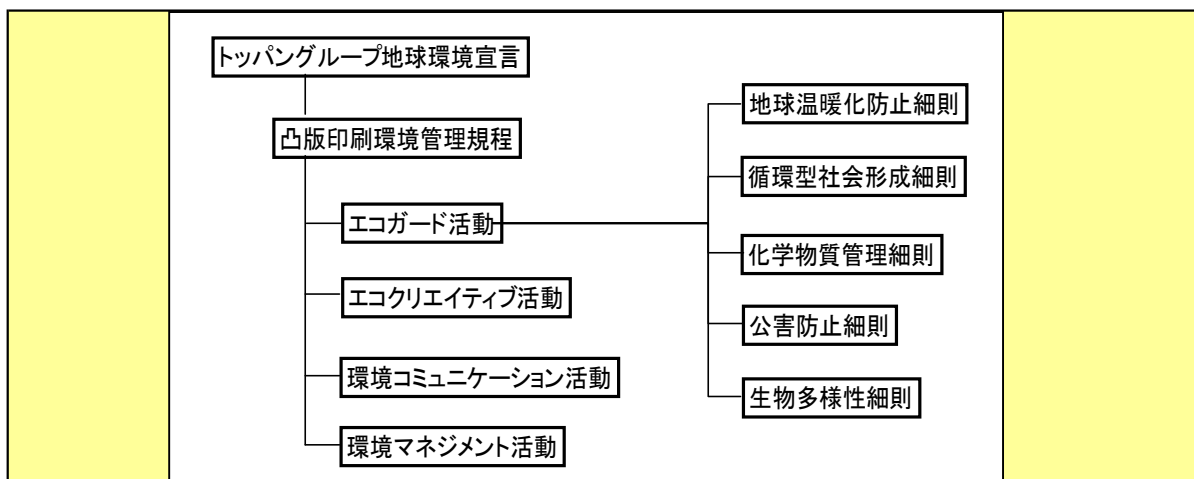 トッパングループ地球環境宣言
凸版印刷環境管理規程
エコガード活動
エコクリエイティブ活動
環境コミュニケーション活動
環境マネジメント活動
地球温暖化防止細則
循環型社会形成細則
化学物質管理細則
公害防止細則
生物多様性細則